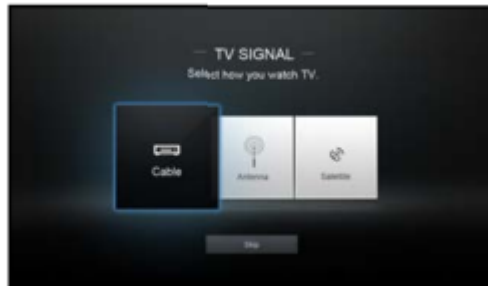 TV SIGNAL
Select how you watch TV.
Cable
Antenna
Satellite
Skip